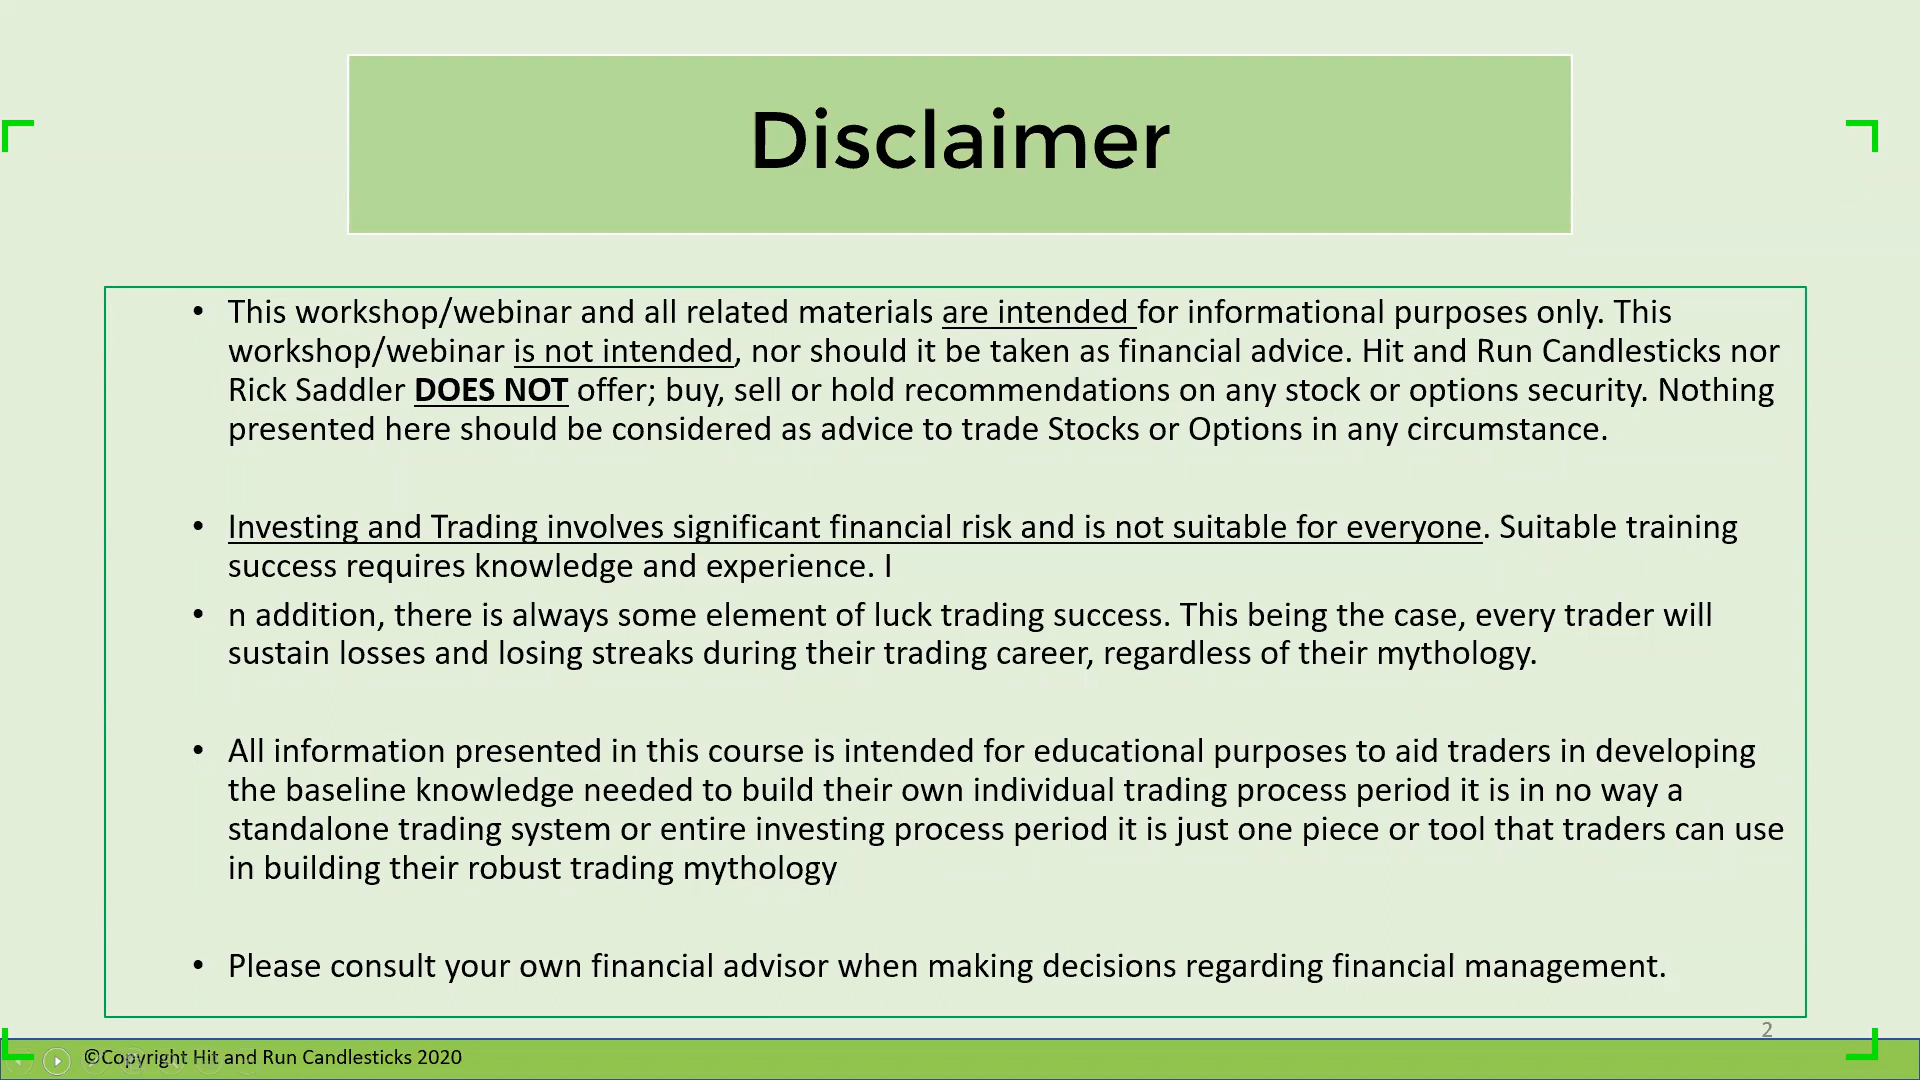 Disclaimer
• This workshop/webinar and all related materials are intended for informational purposes only. This
workshop/webinar is not intended, nor should it be taken as financial advice. Hit and Run Candlesticks nor
Rick Saddler DOES NOT offer; buy, sell or hold recommendations on any stock or options security. Nothing
presented here should be considered as advice to trade Stocks or Options in any circumstance.
• Investing and Trading involves significant financial risk and is not suitable for everyone. Suitable training
success requires knowledge and experience. I
• n addition, there is always some element of luck trading success. This being the case, every trader will
sustain losses and losing streaks during their trading career, regardless of their mythology.
• All information presented in this course is intended for educational purposes to aid traders in developing
the baseline knowledge needed to build their own individual trading process period it is in no way a
standalone trading system or entire investing process period it is just one piece or tool that traders can use
in building their robust trading mythology
• Please consult your own financial advisor when making decisions regarding financial management.
2
©Copyright Hit and Run Candlesticks 2020